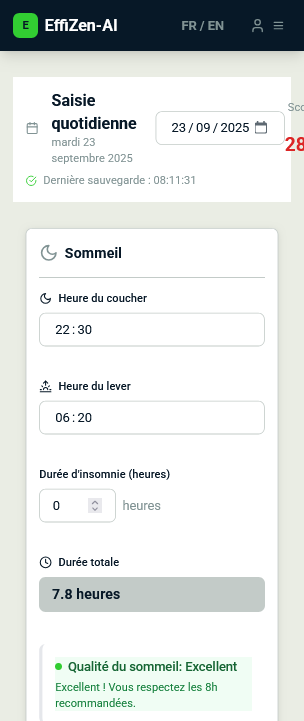 E EffiZen-AI FR / EN
Saisie
quotidienne
mardi 23
septembre 2025
23 / 09 / 2025
28
Dernière sauvegarde : 08:11:31
Sommeil
Heure du coucher
22 : 30
Heure du lever
06 : 20
Durée d'insomnie (heures)
0 heures
Durée totale
7.8 heures
Qualité du sommeil: Excellent
Excellent ! Vous respectez les 8h
recommandées.